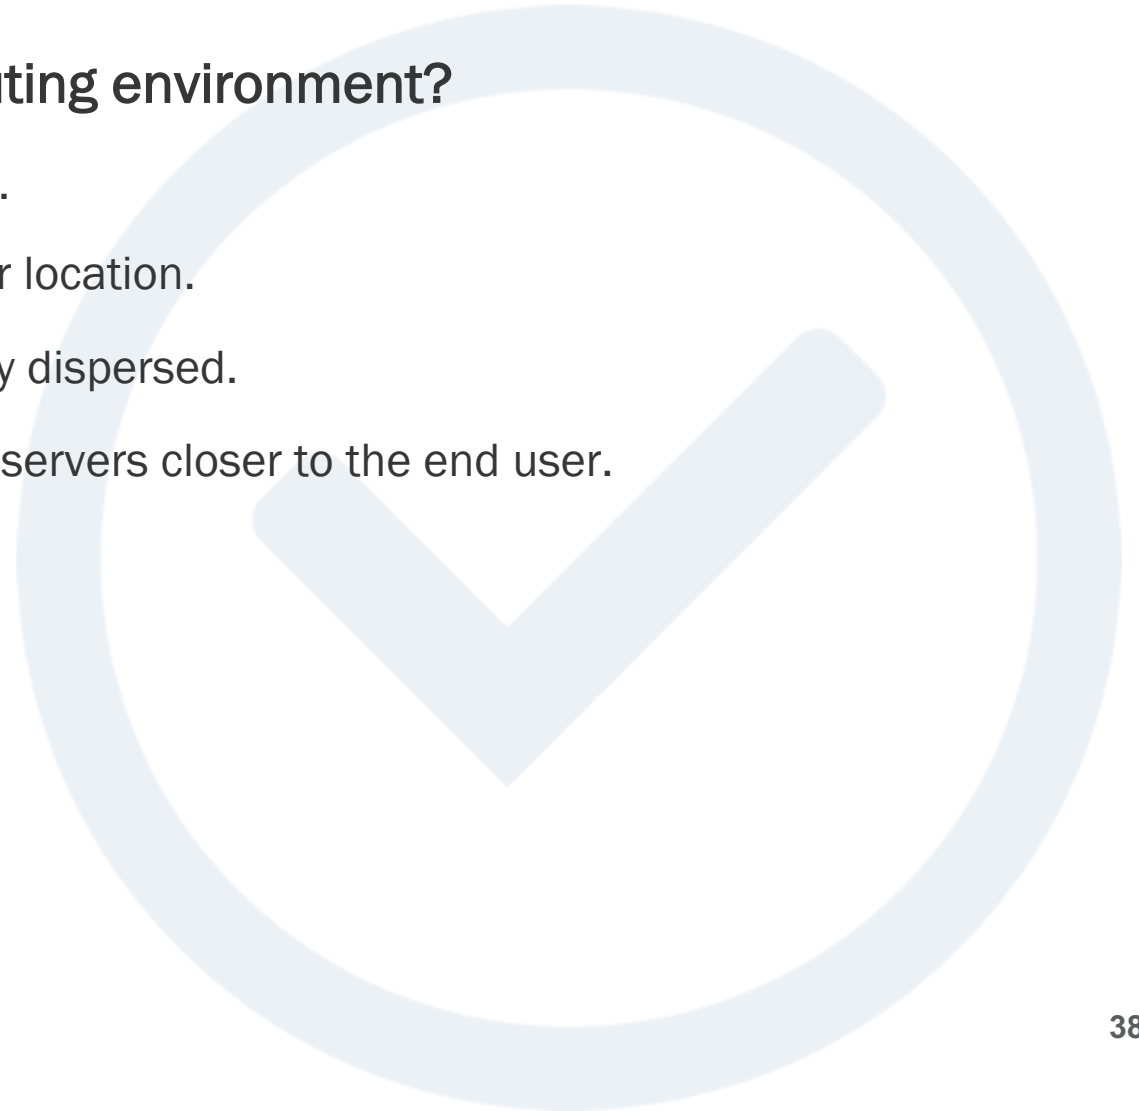 ting environment?
.
r location.
y dispersed.
servers closer to the end user.
38